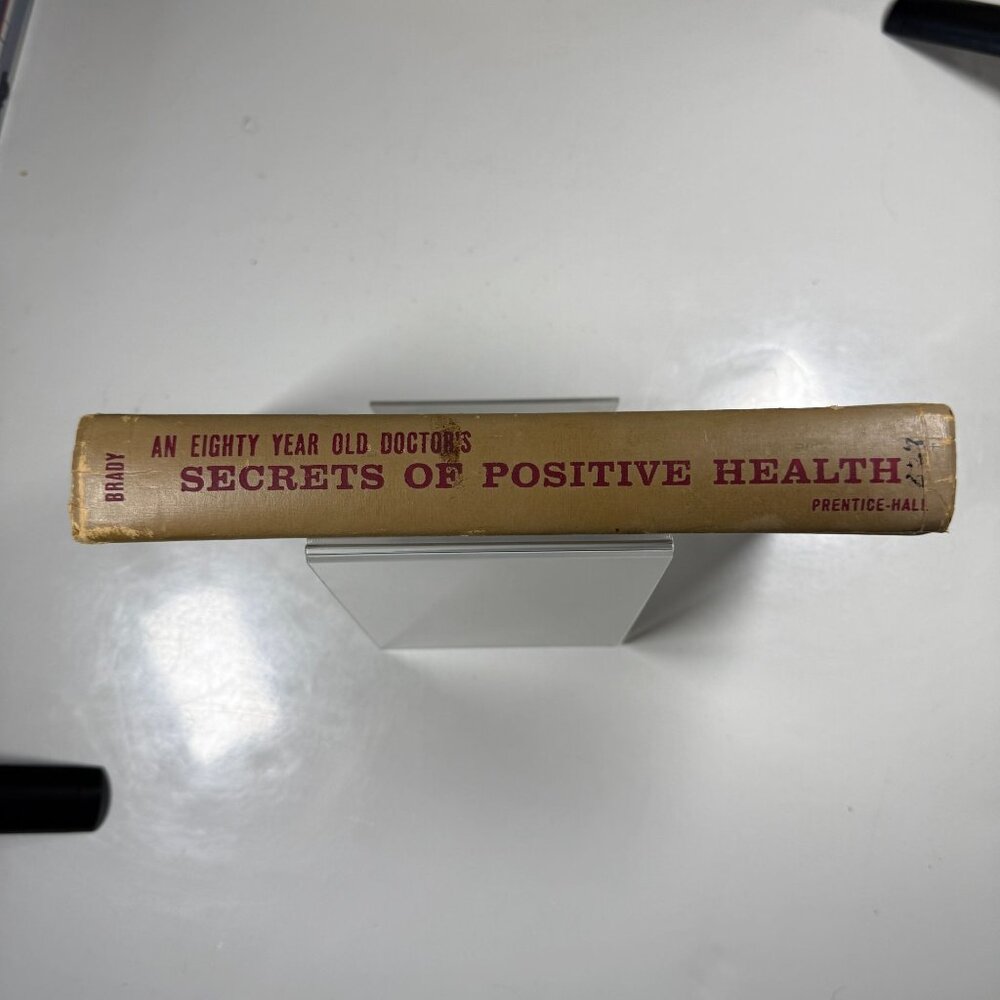 BRADY
AN EIGHTY YEAR OLD DOCTOR'S
SECRETS OF POSITIVE HEALTH
PRENTICE-HALL